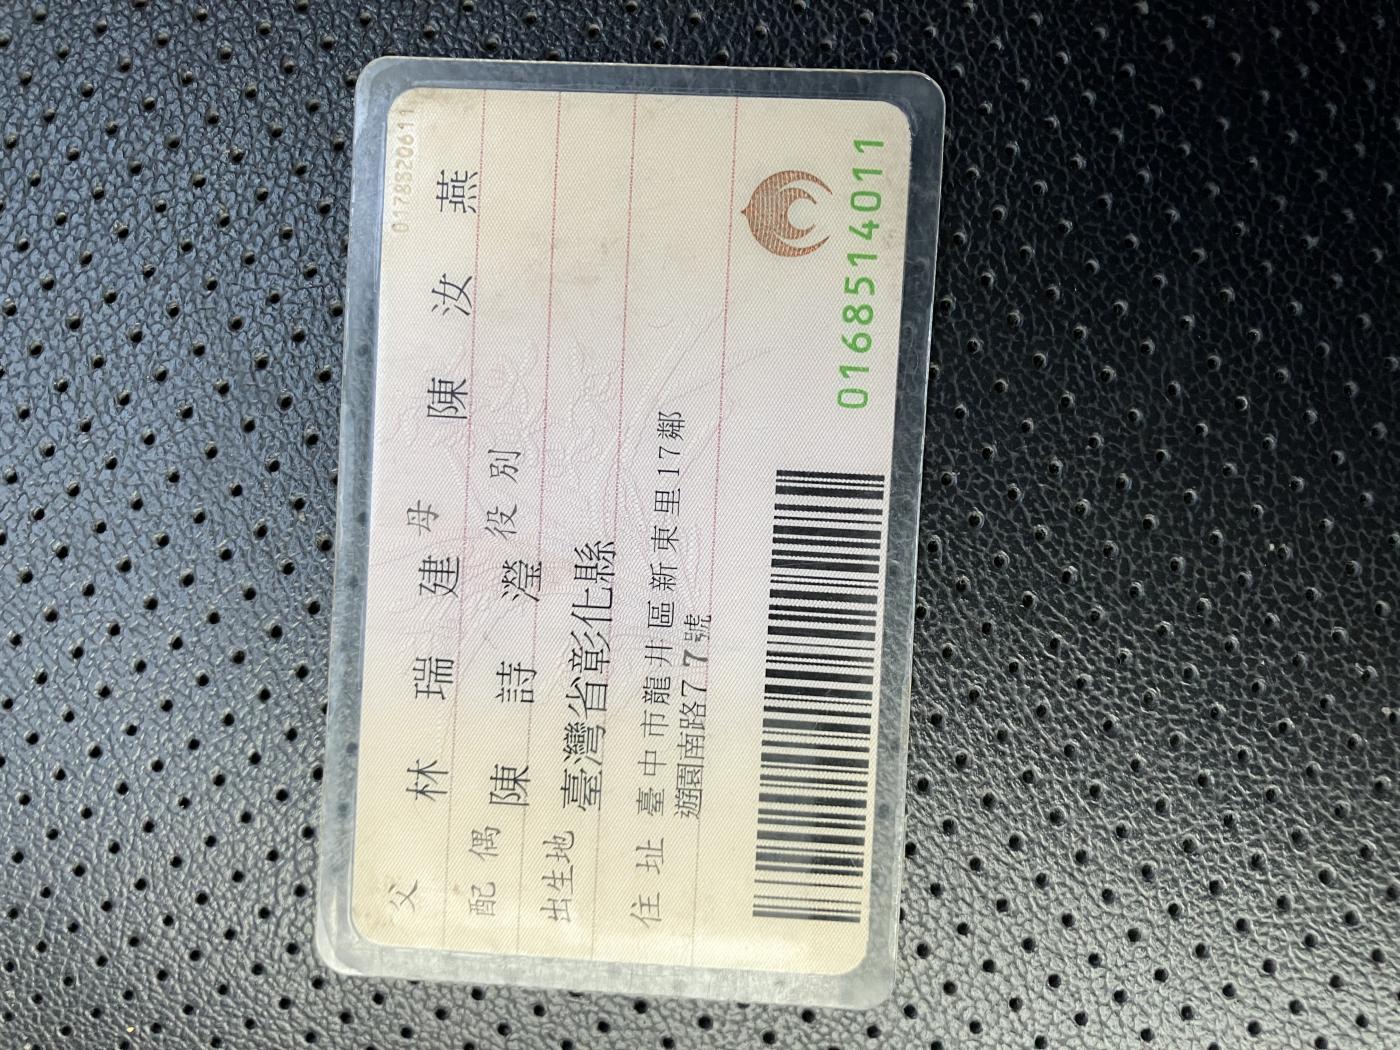 0178S20611
父 林瑞建 母 陳汝燕
配偶 陳詩瀅 役別
出生地 臺灣省彰化縣
住址 臺中市龍井區新東里17鄰
遊園南路77號
0168514011